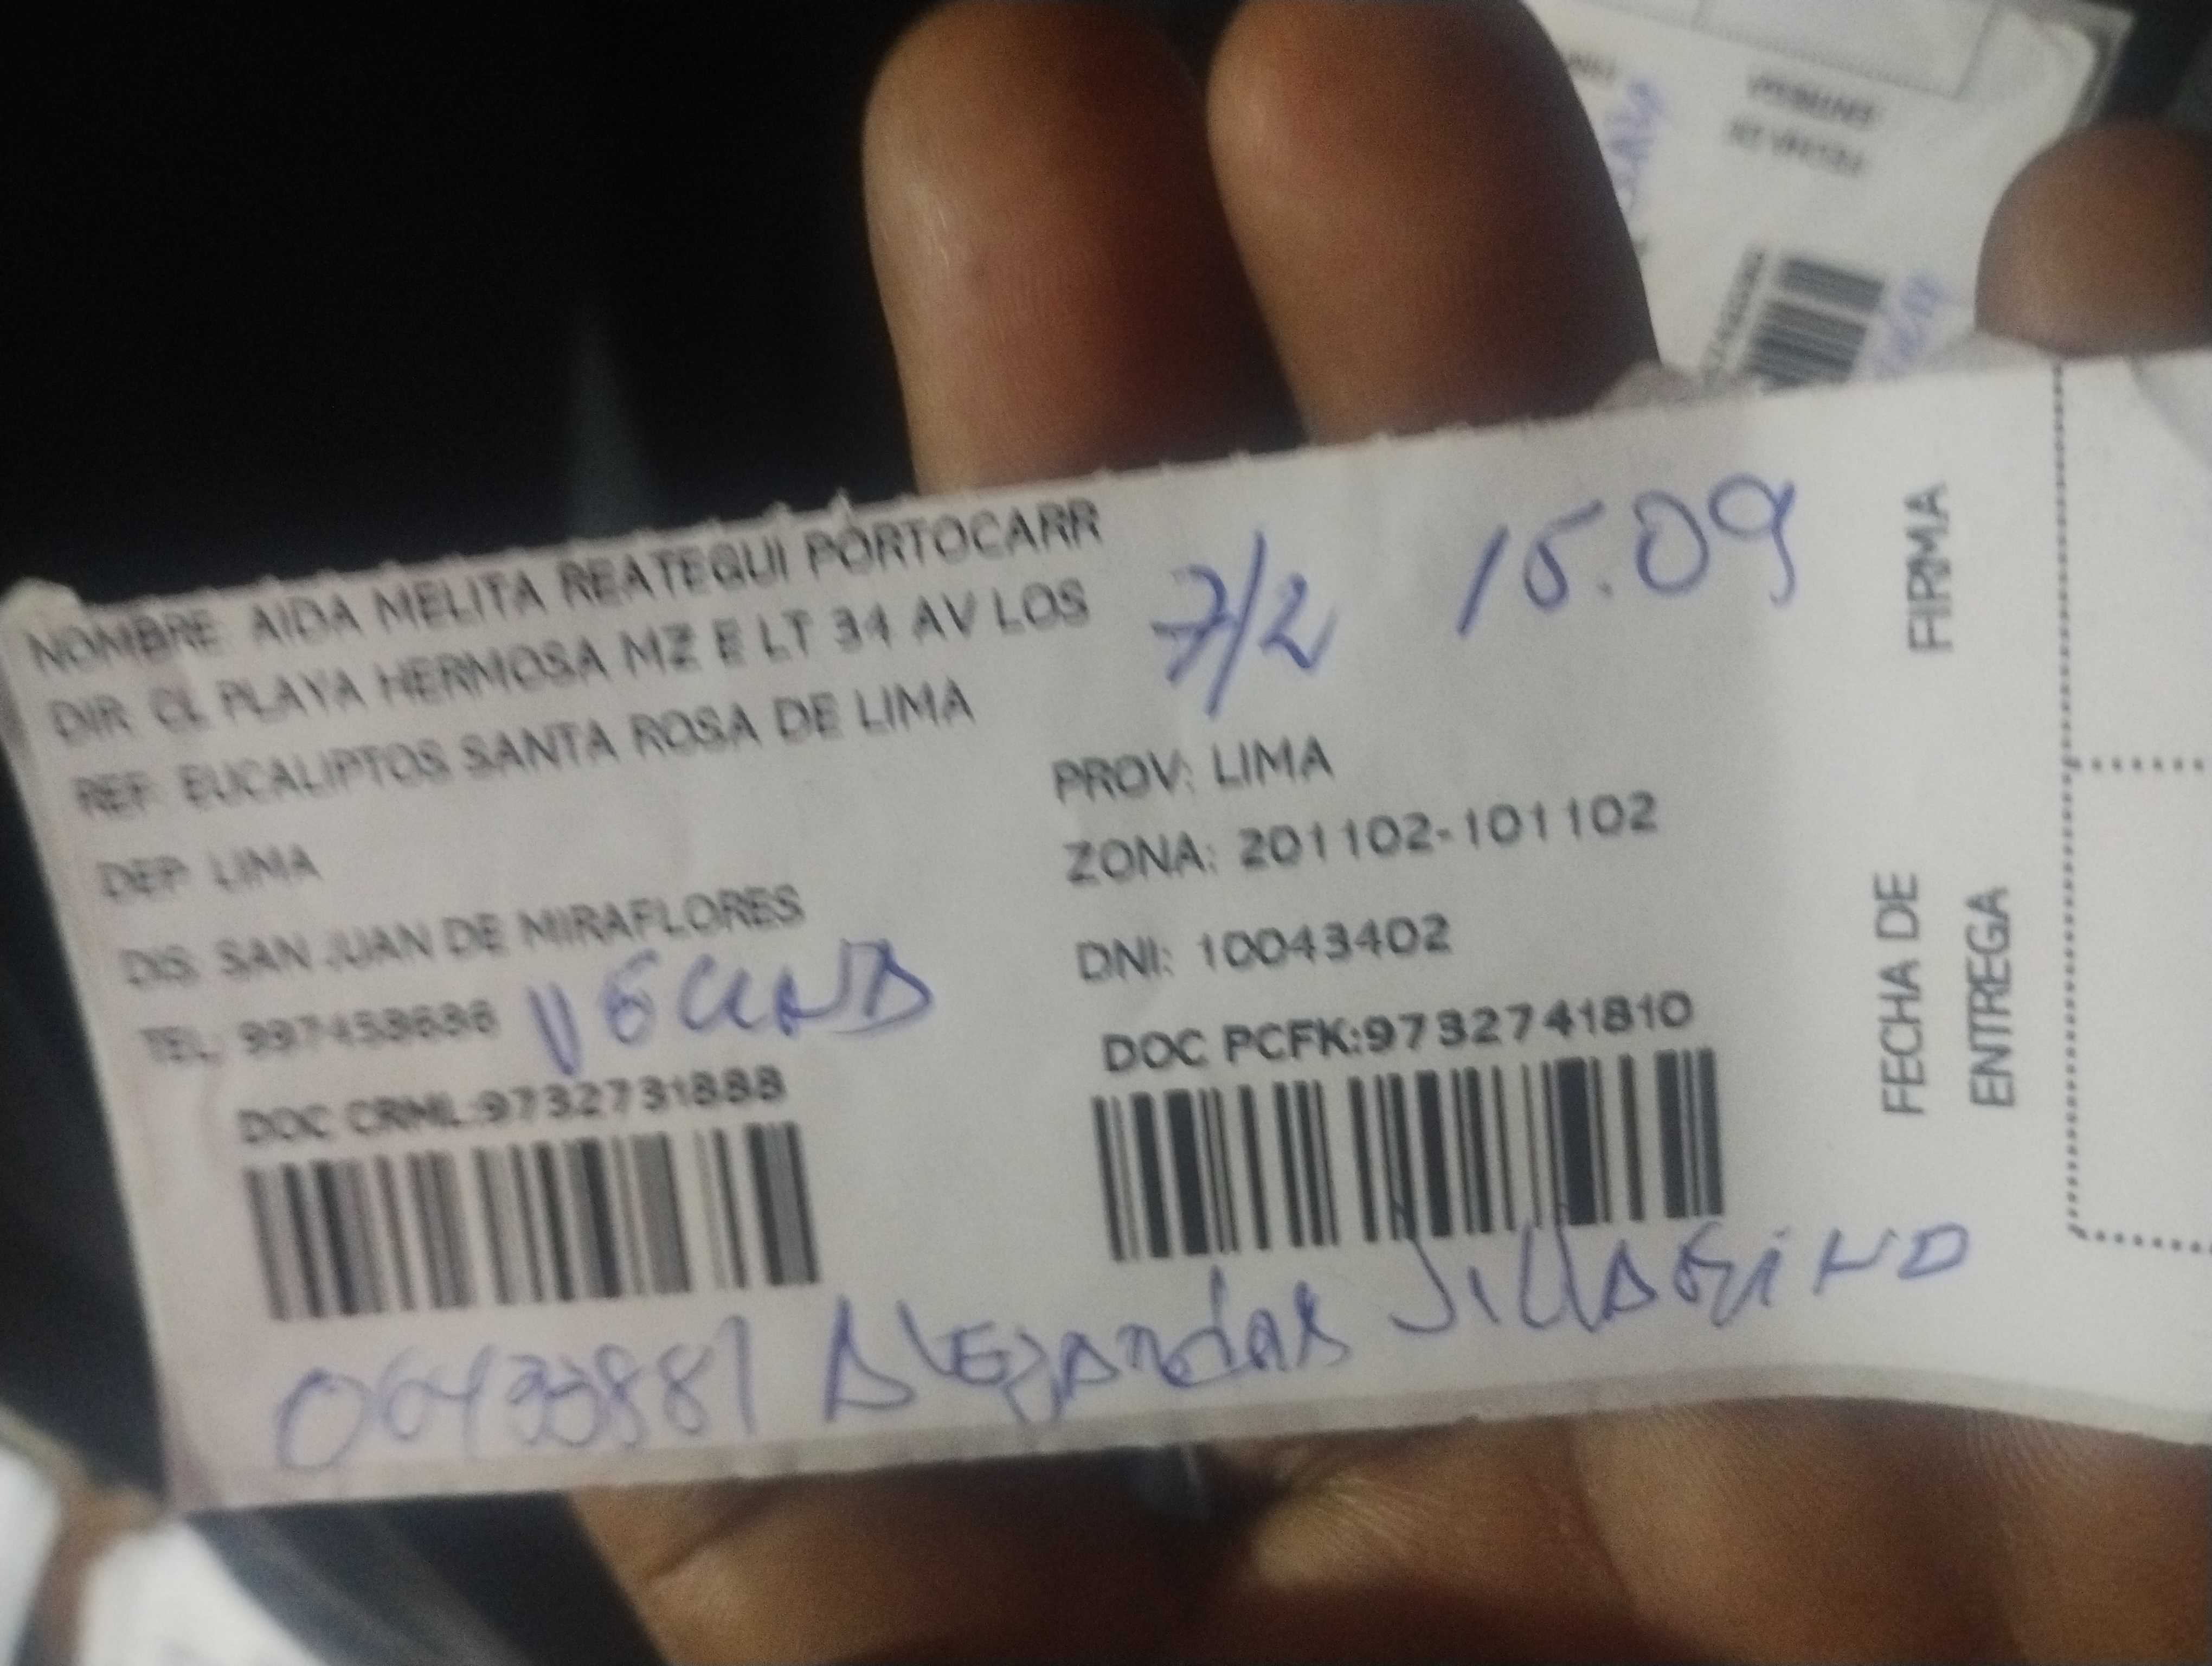 NOMBRE: AIDA MELITA REATEGUI PORTOCARR
DIR: CL PLAYA HERMOSA MZ E LT 34 AV LOS
REF: EUCALIPTOS SANTA ROSA DE LIMA
7/2 15.09
DEP: LIMA
PROV: LIMA
ZONA: 201102-101102
DIS: SAN JUAN DE MIRAFLORES
DNI: 10043402
TEL: 997458686
DOC CRML:9732731888
DOC PCFK:9732741810
FIRMA
FECHA DE
ENTREGA